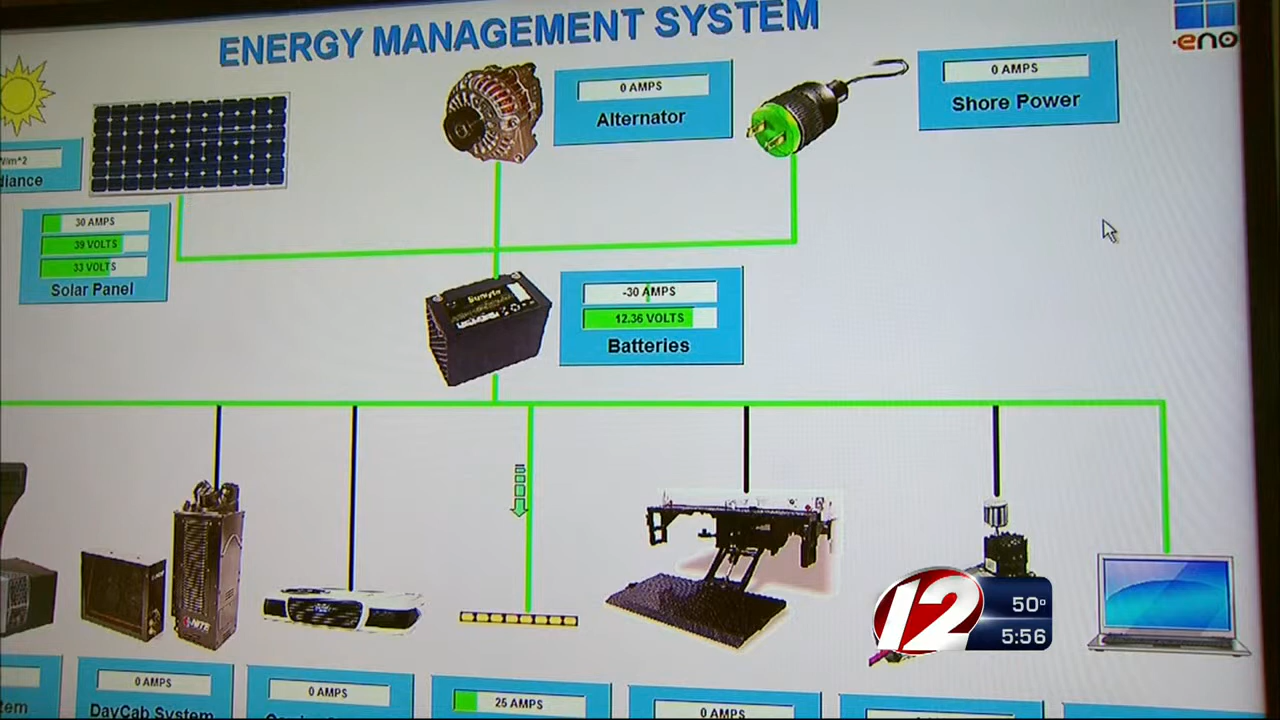 ENERGY MANAGEMENT SYSTEM
eno
0 AMPS
Alternator
0 AMPS
Shore Power
W/m^2
diance
30 AMPS
39 VOLTS
33 VOLTS
Solar Panel
-30 AMPS
12.36 VOLTS
Batteries
12
50°
5:56
tem
0 AMPS
DayCab System
0 AMPS
25 AMPS
0 AMPS